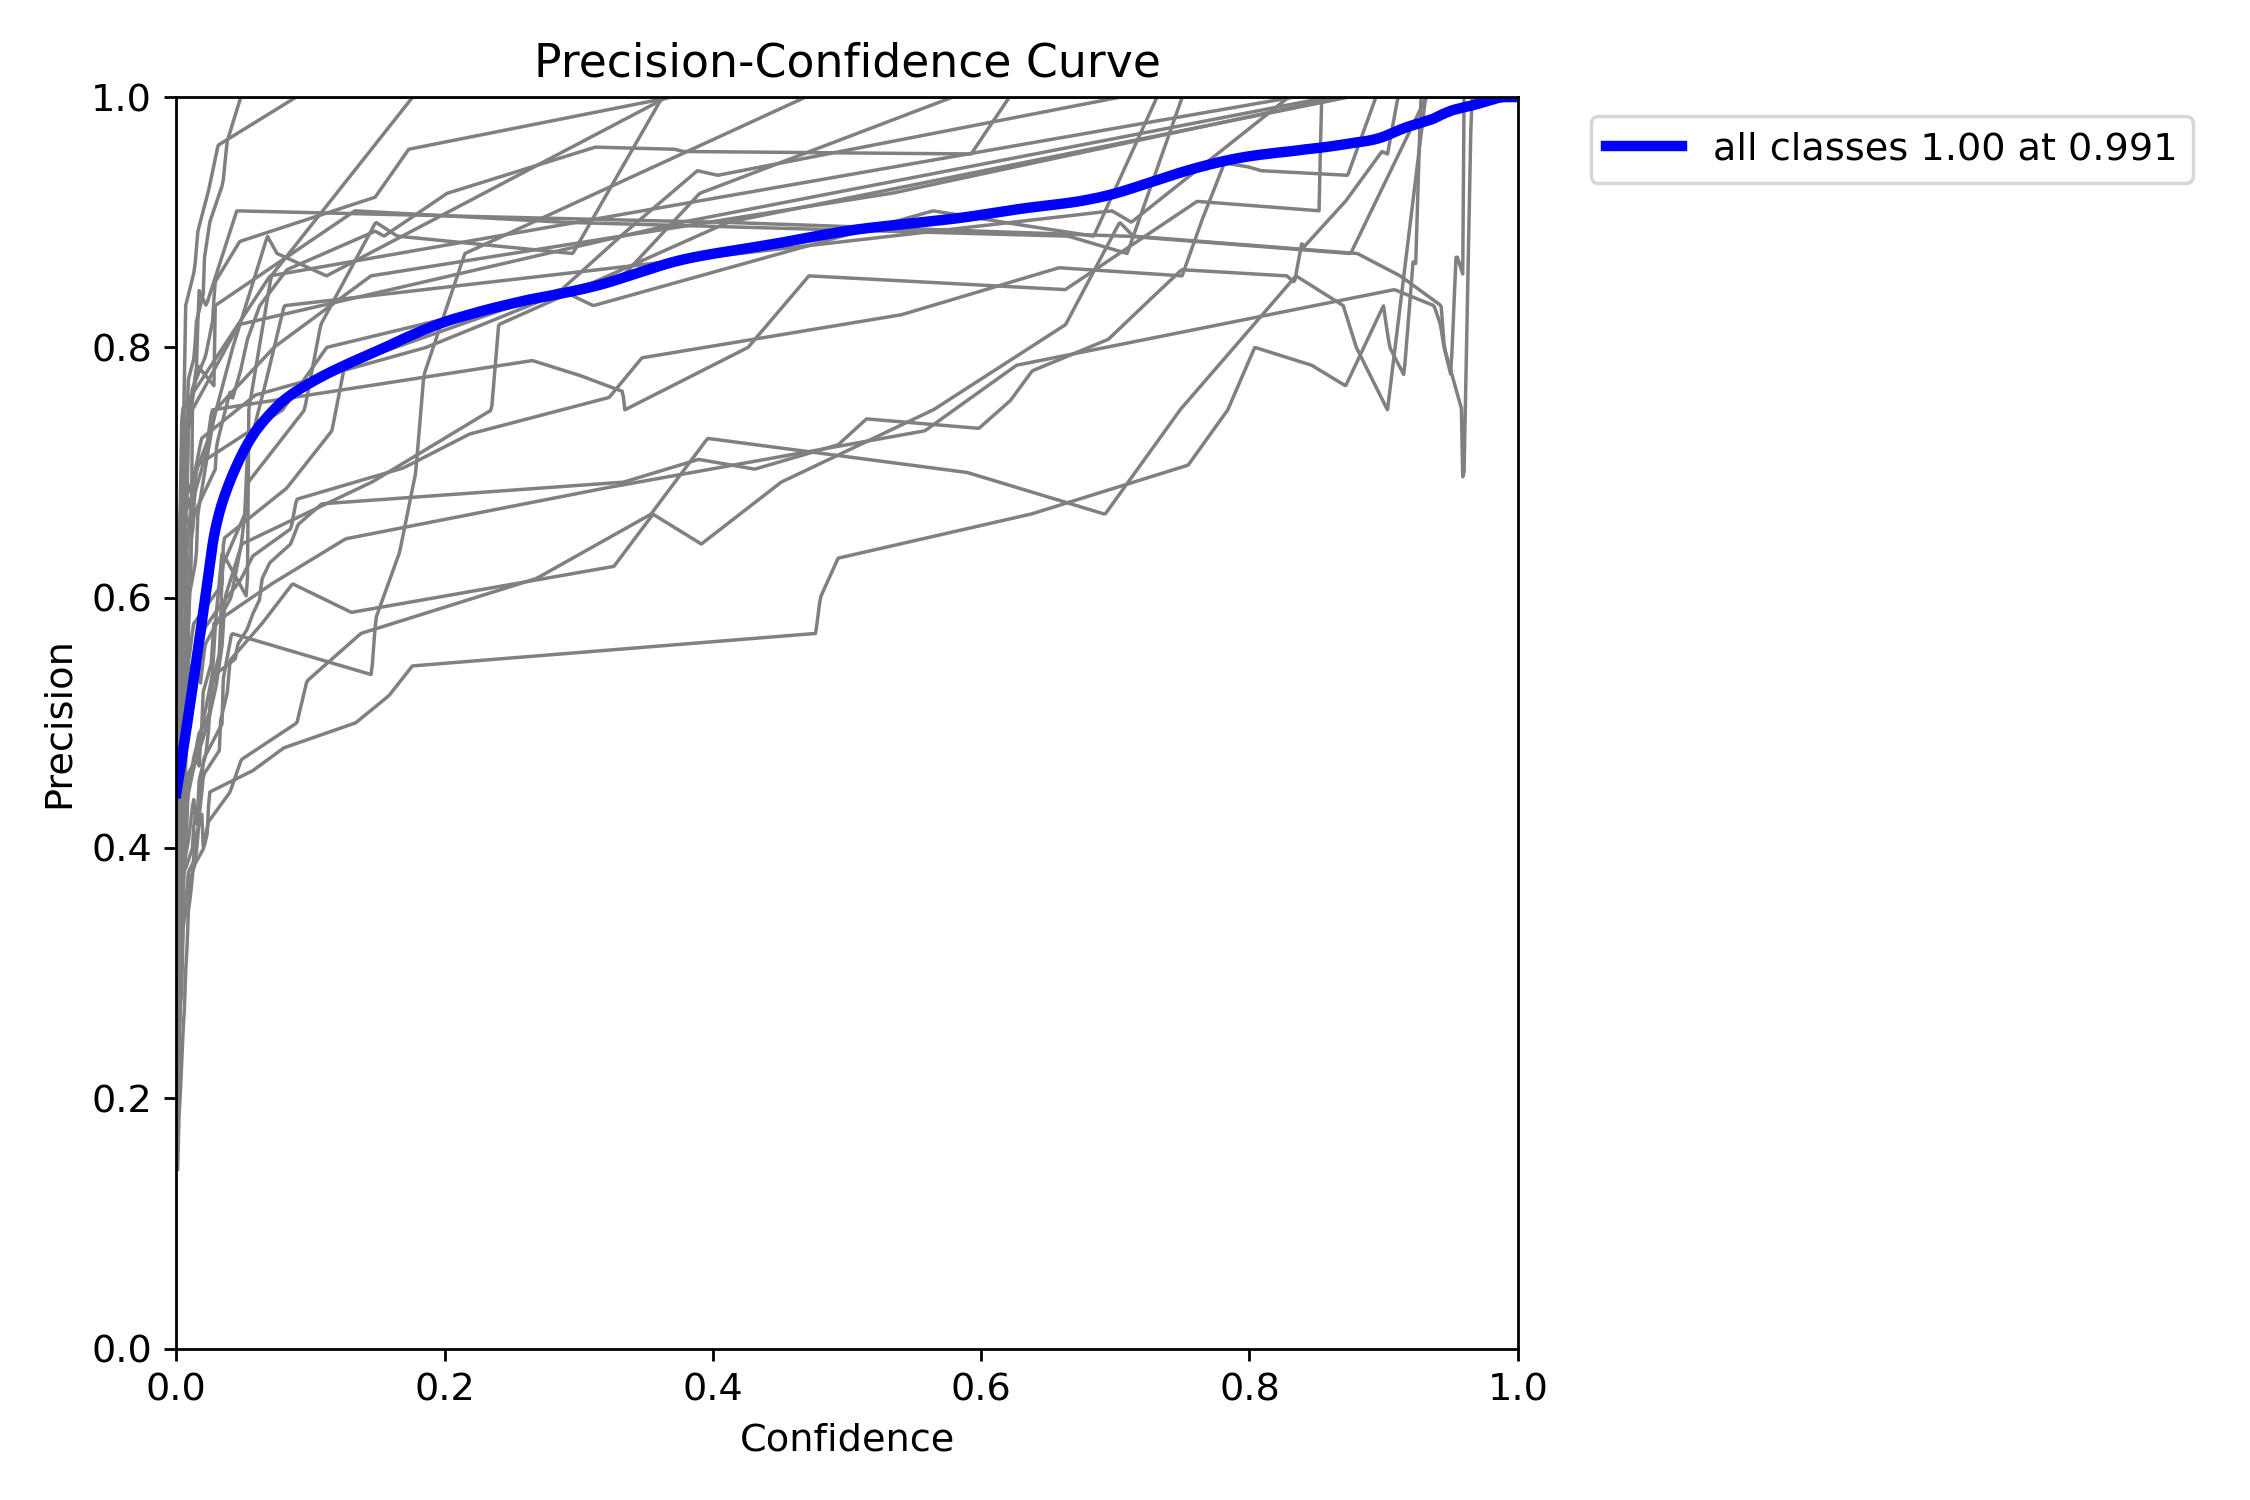 Precision-Confidence Curve
1.0
0.8
0.6
0.4
0.2
0.0
Precision
0.0 0.2 0.4 0.6 0.8 1.0
Confidence
all classes 1.00 at 0.991